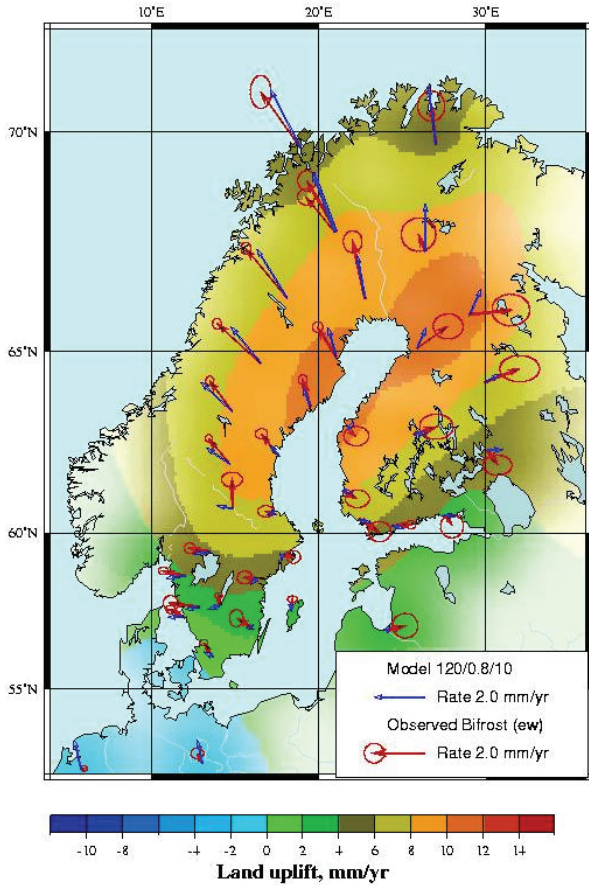 10°E 20°E 30°E
70°N
65°N
60°N
55°N
Model 120/0.8/10
Rate 2.0 mm/yr
Observed Bifrost (ew)
Rate 2.0 mm/yr
-10 -8 -6 -4 -2 0 2 4 6 8 10 12 14
Land uplift, mm/yr